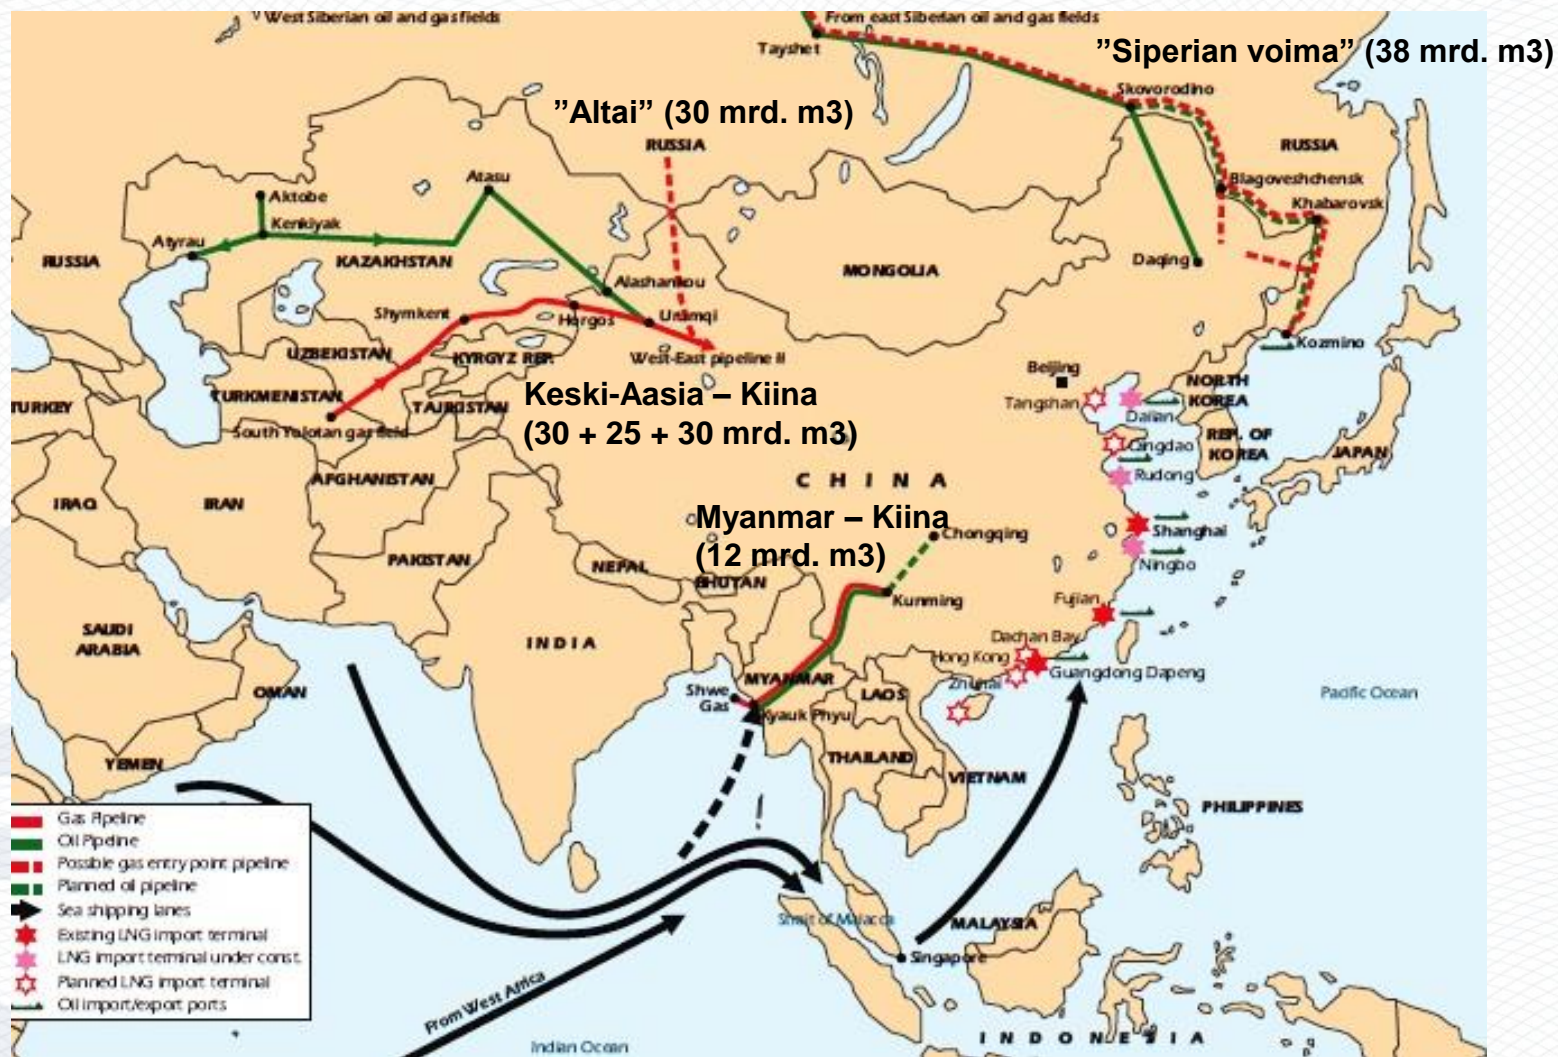 West Siberian oil and gas fields
From east Siberian oil and gas fields
Tayshet
”Siperian voima” (38 mrd. m3)
Skovorodino
”Altai” (30 mrd. m3)
RUSSIA
RUSSIA
Blagoveshchensk
Khabarovsk
Atasu
Aktobe
Kenkiyak
Atyrau
RUSSIA
KAZAKHSTAN
MONGOLIA
Daqing
Alashankou
Shymkent
Horgos
Urumqi
Kozmino
UZBEKISTAN
KYRGYZ REP.
West-East pipeline II
Beijing
NORTH
KOREA
TURKEY
TURKMENISTAN
TAJIKISTAN
Keski-Aasia – Kiina
(30 + 25 + 30 mrd. m3)
Tangshan
Dalian
South Yolotan gas field
Qingdao
REP. OF
KOREA
JAPAN
AFGHANISTAN
Rudong
CHINA
IRAQ
IRAN
Myanmar – Kiina
(12 mrd. m3)
Chongqing
Shanghai
PAKISTAN
NEPAL
BHUTAN
Ningbo
Kunming
Fujian
SAUDI
ARABIA
INDIA
Dachan Bay
Hong Kong
Guangdong Dapeng
Zhuhai
OMAN
Shwe
Gas
MYANMAR
LAOS
Pacific Ocean
Kyauk Phyu
YEMEN
THAILAND
VIETNAM
PHILIPPINES
Gas Pipeline
Oil Pipeline
Possible gas entry point pipeline
Planned oil pipeline
Sea shipping lanes
Existing LNG import terminal
LNG import terminal under const.
Planned LNG import terminal
Oil import/export ports
Strait of Malacca
MALAYSIA
Singapore
From West Africa
Indian Ocean
INDONESIA